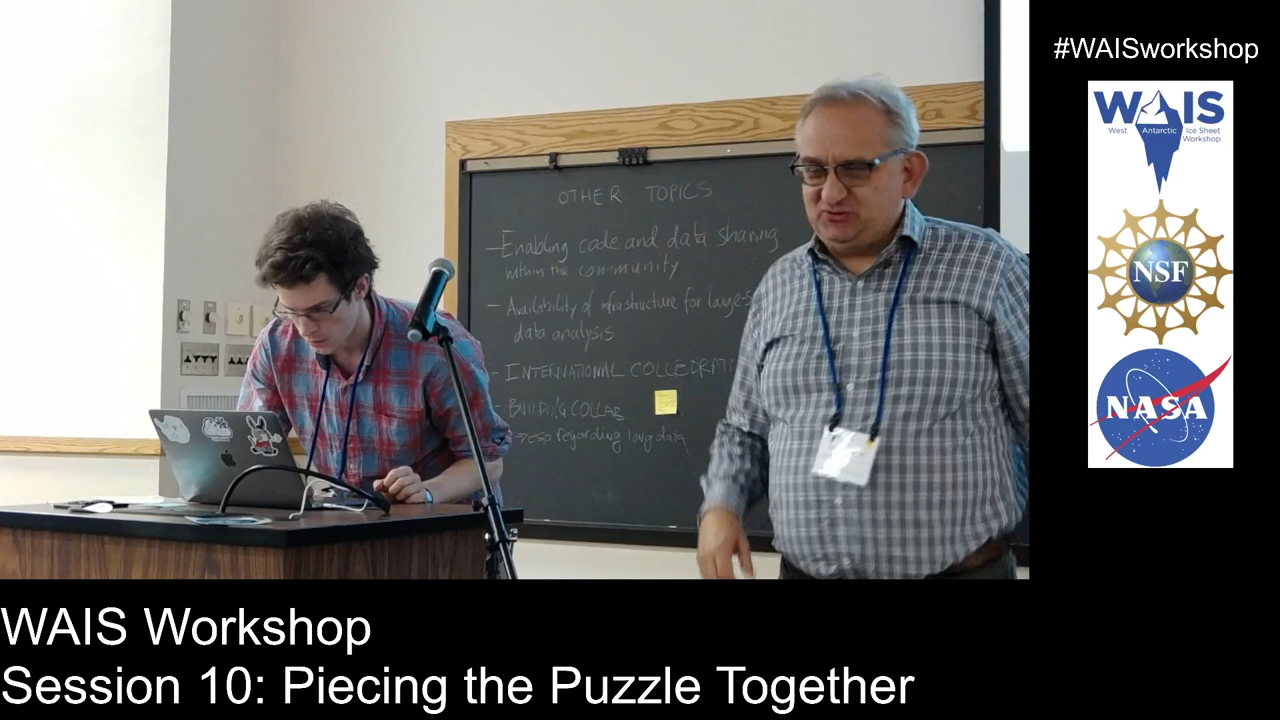 #WAISworkshop
WAIS
West Antarctic Ice Sheet
Workshop
NSF
NASA
OTHER TOPICS
- Enabling code and data sharing
within the community
- Availability of infrastructure for large-s
data analysis
- INTERNATIONAL
- BUILDING COLLAB
regarding long data
WAIS Workshop
Session 10: Piecing the Puzzle Together